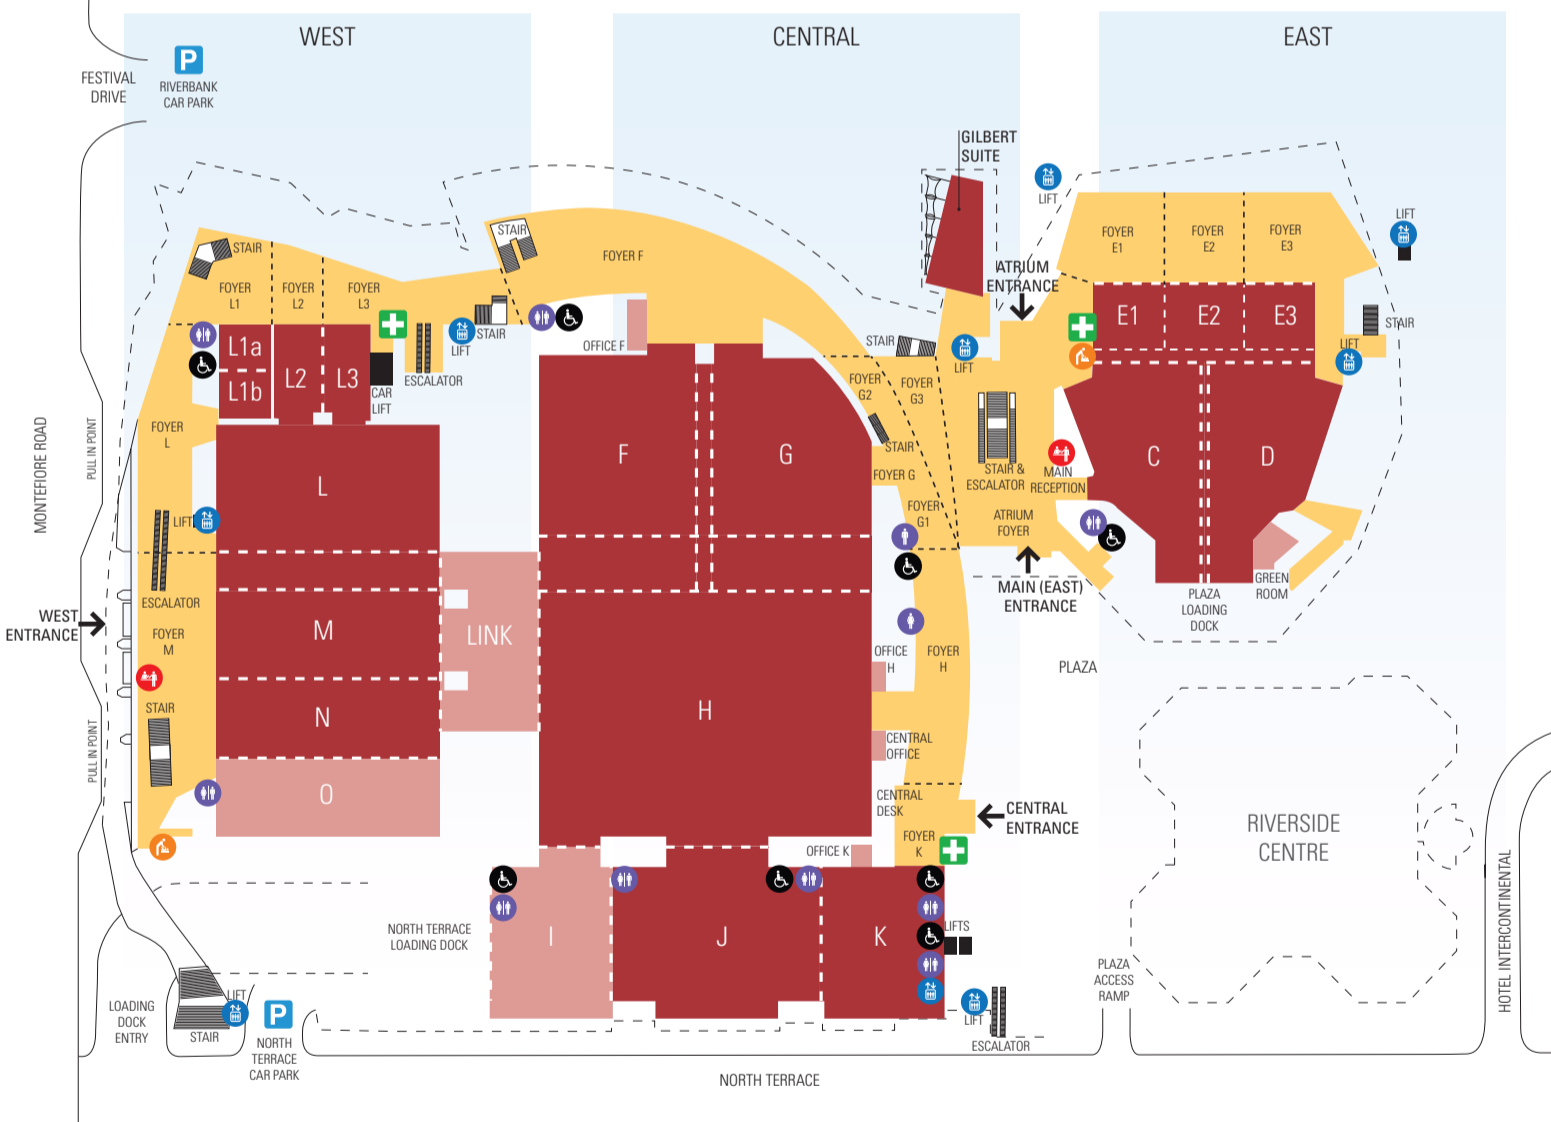 WEST
CENTRAL
EAST
P
RIVERBANK
CAR PARK
FESTIVAL
DRIVE
GILBERT
SUITE
LIFT
LIFT
STAIR
STAIR
FOYER F
FOYER
E1
FOYER
E2
FOYER
E3
ATRIUM
ENTRANCE
FOYER
L1
FOYER
L2
FOYER
L3
E1
E2
E3
STAIR
LIFT
STAIR
OFFICE F
STAIR
LIFT
STAIR
LIFT
L1a
L1b
L2
L3
ESCALATOR
CAR
LIFT
FOYER
G2
FOYER
G3
FOYER
L
PULL IN POINT
MONTEFIORE ROAD
F
G
STAIR
C
D
L
FOYER G
STAIR &
ESCALATOR
MAIN
RECEPTION
FOYER
G1
ATRIUM
FOYER
LIFT
MAIN (EAST)
ENTRANCE
GREEN
ROOM
PLAZA
LOADING
DOCK
ESCALATOR
WEST
ENTRANCE
FOYER
M
M
LINK
OFFICE
H
FOYER
H
PLAZA
STAIR
N
H
PULL IN POINT
CENTRAL
OFFICE
O
CENTRAL
DESK
CENTRAL
ENTRANCE
FOYER
K
OFFICE K
RIVERSIDE
CENTRE
HOTEL INTERCONTINENTAL
NORTH TERRACE
LOADING DOCK
I
J
K
LIFTS
PLAZA
ACCESS
RAMP
LIFT
LOADING
DOCK
ENTRY
STAIR
P
NORTH
TERRACE
CAR PARK
LIFT
ESCALATOR
NORTH TERRACE